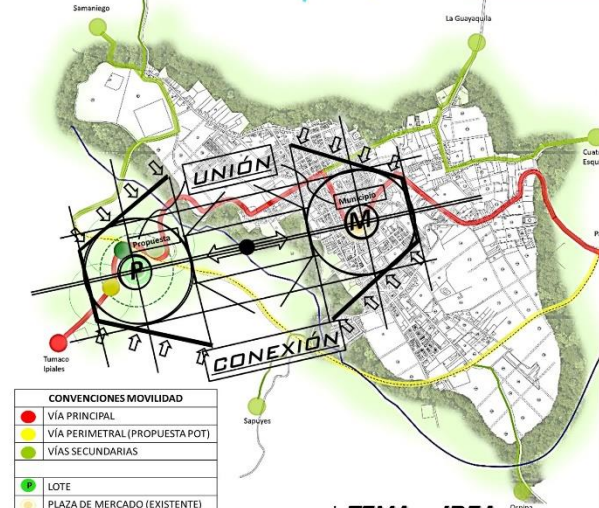 Samaniego
La Guayaquila
UNIÓN
Municipio
M
Propuesta
P
CONEXIÓN
Tumaco
Ipiales
Sapuyes
Ospina
CONVENCIONES MOVILIDAD
VÍA PRINCIPAL
VÍA PERIMETRAL (PROPUESTA POT)
VÍAS SECUNDARIAS
P LOTE
PLAZA DE MERCADO (EXISTENTE)